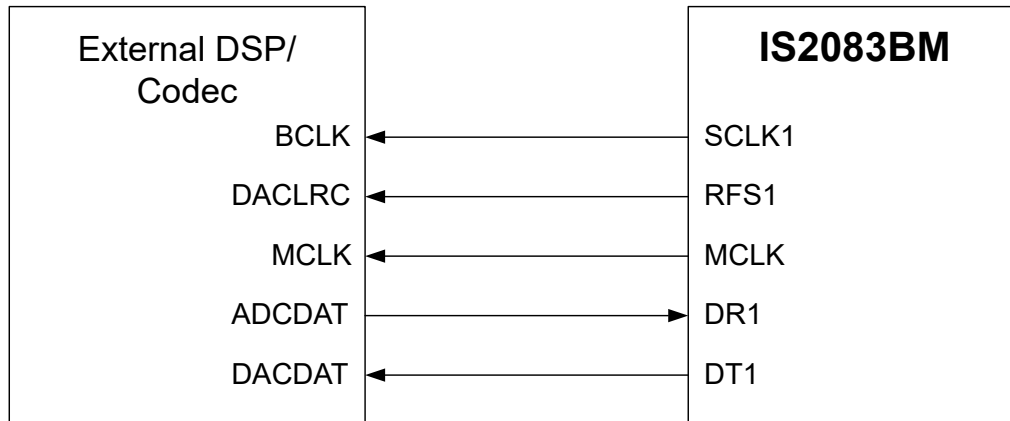 External DSP/
Codec
IS2083BM
BCLK
SCLK1
DACLRC
RFS1
MCLK
MCLK
ADCDAT
DR1
DACDAT
DT1